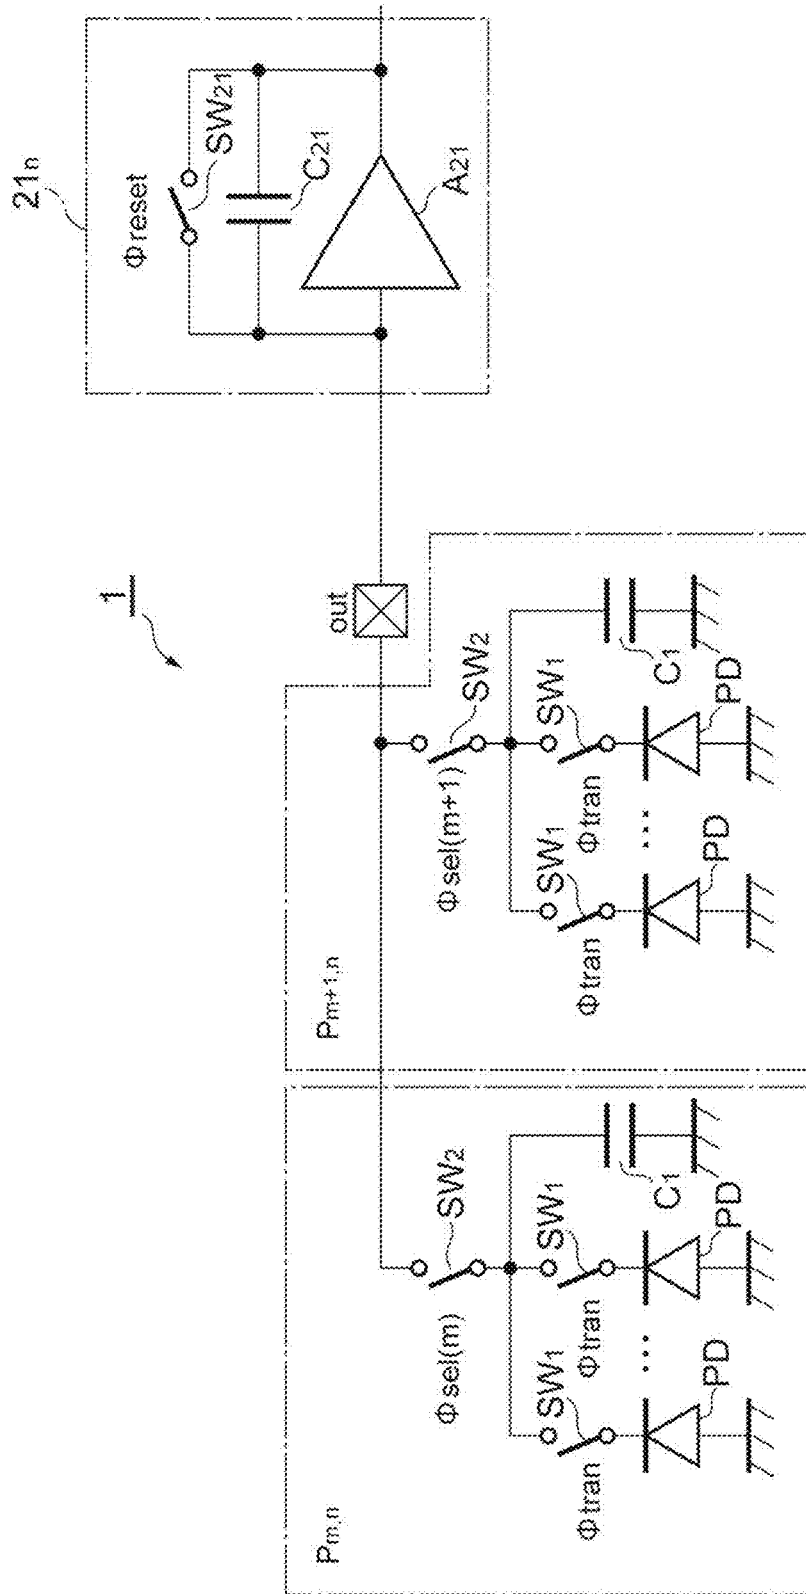 1
21n
Φreset
SW21
C21
A21
out
Pm+1,n
Φsel(m+1)
SW2
SW1
Φtran
SW1
Φtran
C1
PD
...
PD
Pm,n
Φsel(m)
SW2
SW1
Φtran
SW1
Φtran
C1
PD
...
PD